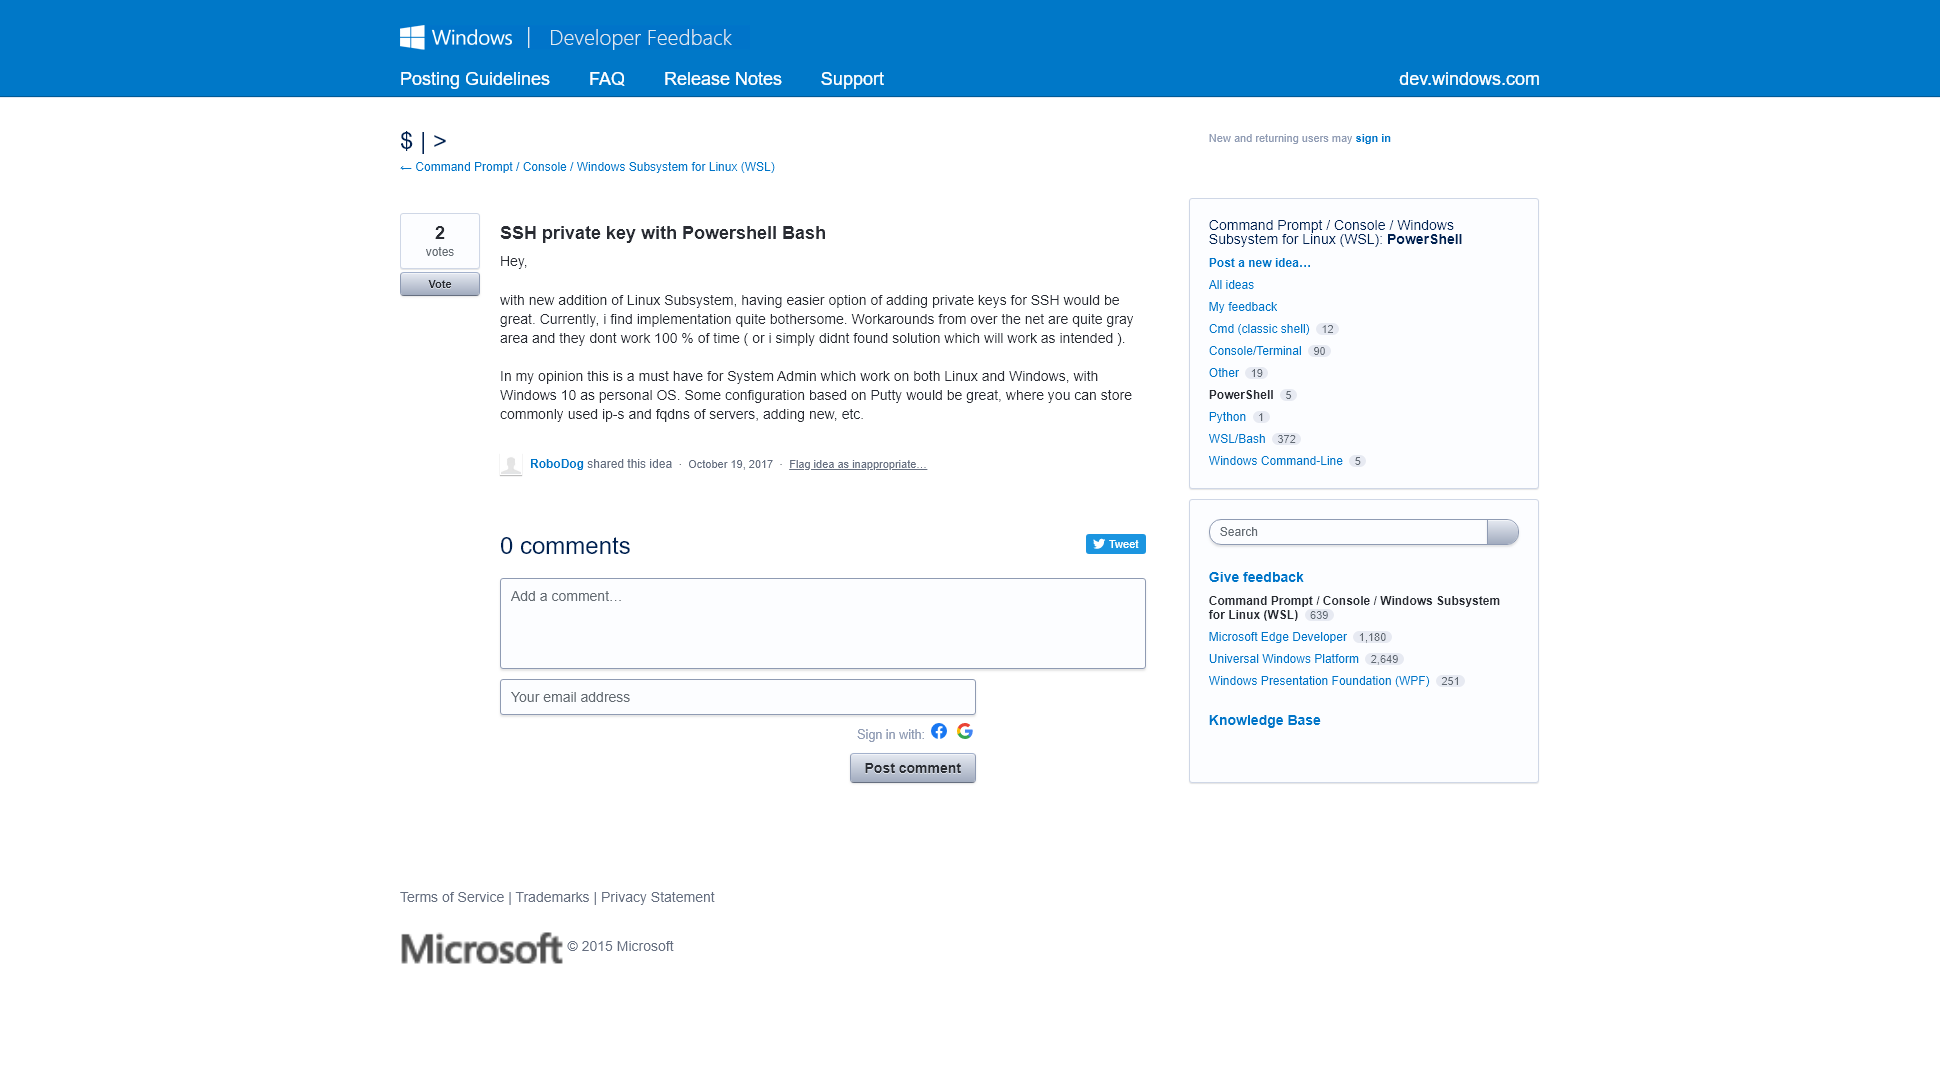 Windows | Developer Feedback
Posting Guidelines FAQ Release Notes Support dev.windows.com
$ | >
← Command Prompt / Console / Windows Subsystem for Linux (WSL)
New and returning users may sign in
2
votes
Vote
SSH private key with Powershell Bash
Hey,
with new addition of Linux Subsystem, having easier option of adding private keys for SSH would be
great. Currently, i find implementation quite bothersome. Workarounds from over the net are quite gray
area and they dont work 100 % of time ( or i simply didnt found solution which will work as intended ).
In my opinion this is a must have for System Admin which work on both Linux and Windows, with
Windows 10 as personal OS. Some configuration based on Putty would be great, where you can store
commonly used ip-s and fqdns of servers, adding new, etc.
RoboDog shared this idea · October 19, 2017 · Flag idea as inappropriate…
0 comments
Tweet
Add a comment…
Your email address
Sign in with:
Post comment
Command Prompt / Console / Windows
Subsystem for Linux (WSL): PowerShell
Post a new idea…
All ideas
My feedback
Cmd (classic shell) 12
Console/Terminal 90
Other 19
PowerShell 5
Python 1
WSL/Bash 372
Windows Command-Line 5
Search
Give feedback
Command Prompt / Console / Windows Subsystem
for Linux (WSL) 639
Microsoft Edge Developer 1,180
Universal Windows Platform 2,649
Windows Presentation Foundation (WPF) 251
Knowledge Base
Terms of Service | Trademarks | Privacy Statement
Microsoft © 2015 Microsoft